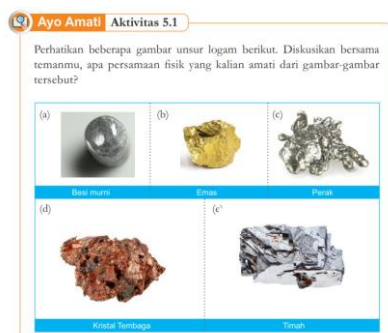 Ayo Amati Aktivitas 5.1
Perhatikan beberapa gambar unsur logam berikut. Diskusikan bersama
temanmu, apa persamaan fisik yang kalian amati dari gambar-gambar
tersebut?
(a) (b) (c)
Besi murni Emas Perak
(d) (e)
Kristal Tembaga Timah